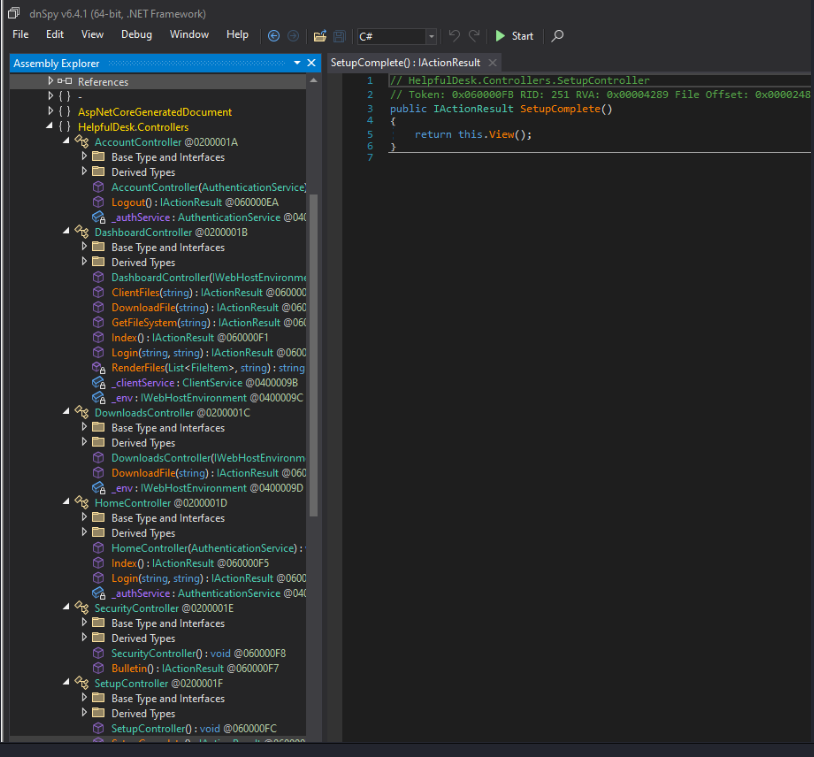 dnSpy v6.4.1 (64-bit, .NET Framework)
File Edit View Debug Window Help C# Start
Assembly Explorer
References
{ } -
{ } AspNetCoreGeneratedDocument
{ } HelpfulDesk.Controllers
AccountController @0200001A
Base Type and Interfaces
Derived Types
AccountController(AuthenticationService)
Logout() : IActionResult @060000EA
_authService : AuthenticationService @040
DashboardController @0200001B
Base Type and Interfaces
Derived Types
DashboardController(IWebHostEnvironme
ClientFiles(string) : IActionResult @060000
DownloadFile(string) : IActionResult @060
GetFileSystem(string) : IActionResult @060
Index() : IActionResult @060000F1
Login(string, string) : IActionResult @0600
RenderFiles(List<FileItem>, string) : string
_clientService : ClientService @0400009B
_env : IWebHostEnvironment @0400009C
DownloadsController @0200001C
Base Type and Interfaces
Derived Types
DownloadsController(IWebHostEnvironm
DownloadFile(string) : IActionResult @060
_env : IWebHostEnvironment @0400009D
HomeController @0200001D
Base Type and Interfaces
Derived Types
HomeController(AuthenticationService) :
Index() : IActionResult @060000F5
Login(string, string) : IActionResult @0600
_authService : AuthenticationService @040
SecurityController @0200001E
Base Type and Interfaces
Derived Types
SecurityController() : void @060000F8
Bulletin() : IActionResult @060000F7
SetupController @0200001F
Base Type and Interfaces
Derived Types
SetupController() : void @060000FC
SetupComplete() : IActionResult
1 // HelpfulDesk.Controllers.SetupController
2 // Token: 0x060000FB RID: 251 RVA: 0x00004289 File Offset: 0x0000248
3 public IActionResult SetupComplete()
4 {
5 return this.View();
6 }
7